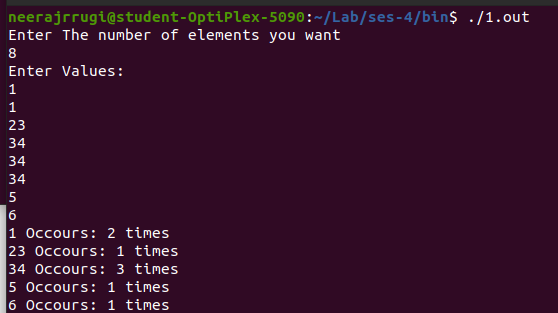 neerajrrugi@student-OptiPlex-5090:~/Lab/ses-4/bin$ ./1.out
Enter The number of elements you want
8
Enter Values:
1
1
23
34
34
34
5
6
1 Occours: 2 times
23 Occours: 1 times
34 Occours: 3 times
5 Occours: 1 times
6 Occours: 1 times